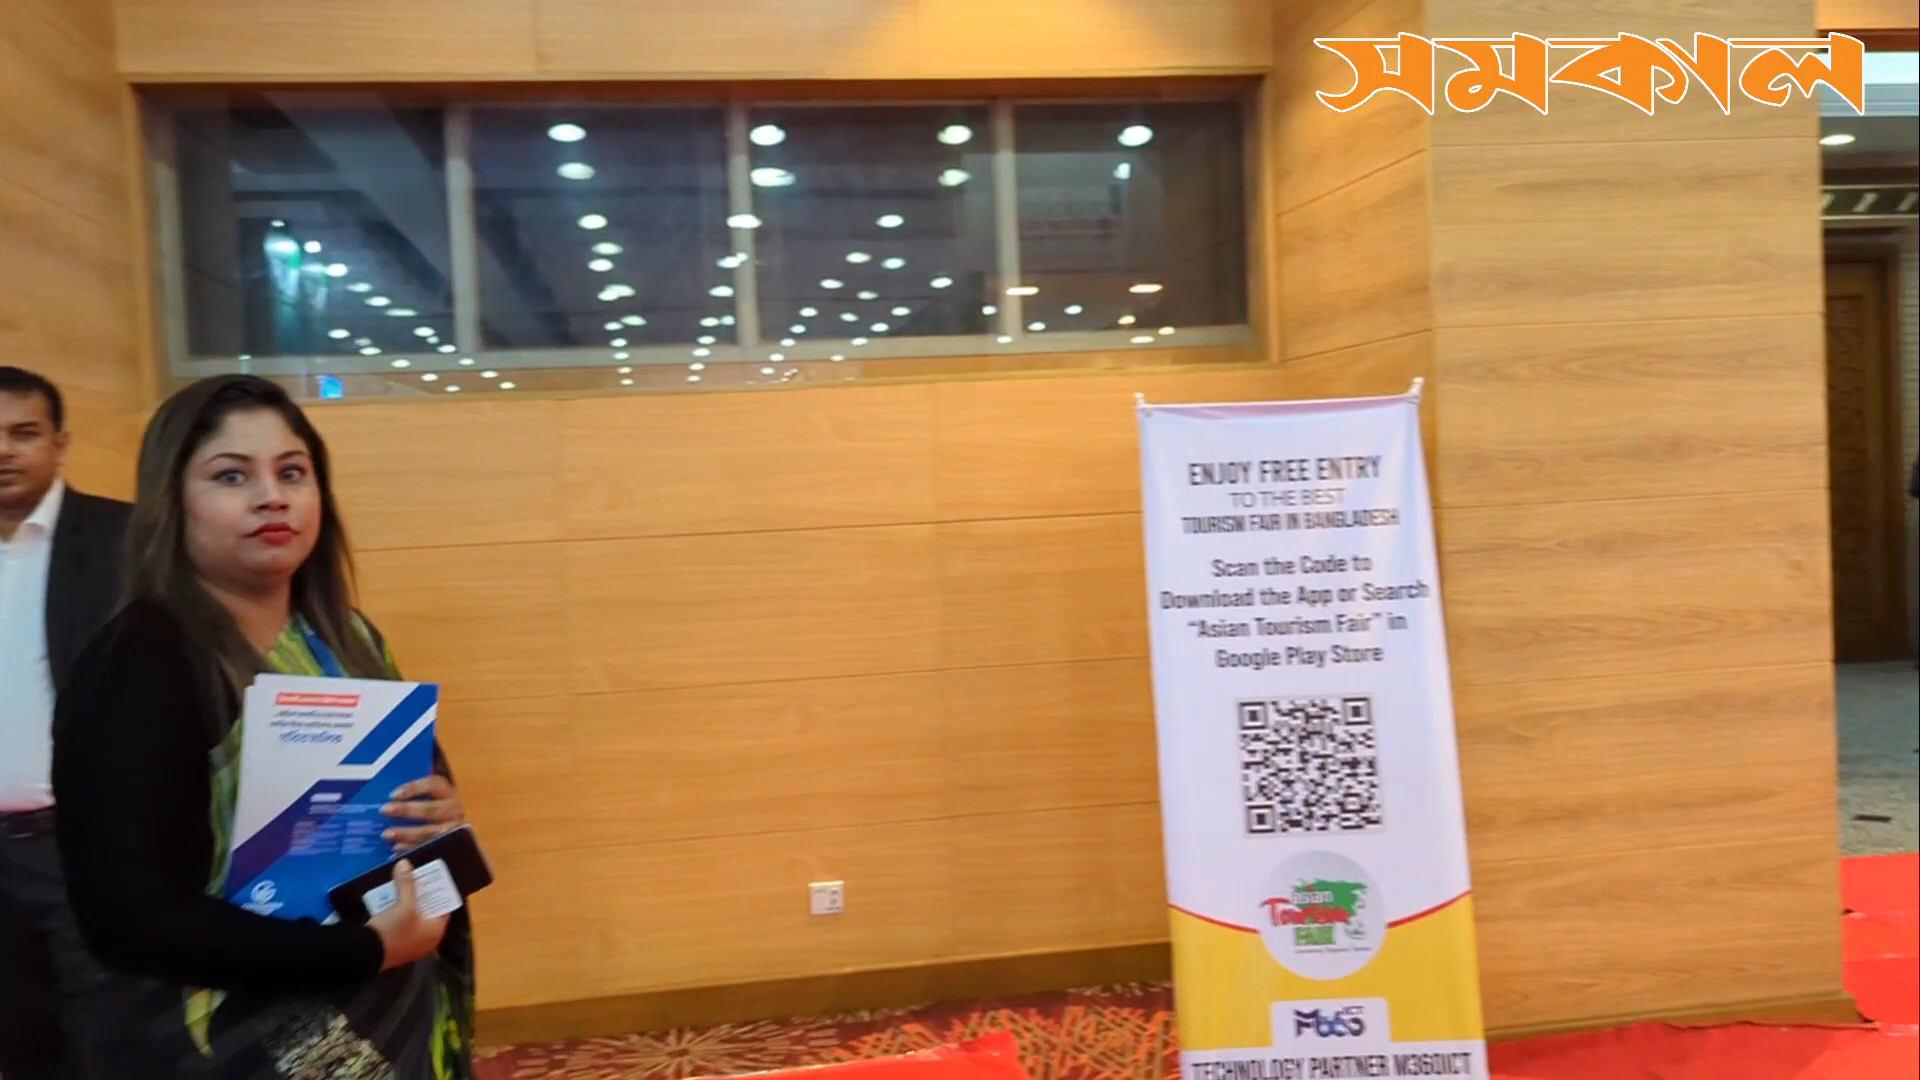 সমকাল
ENJOY FREE ENTRY
TO THE BEST
TOURISM FAIR IN BANGLADESH
Scan the Code to
Download the App or Search
“Asian Tourism Fair” in
Google Play Store
asian
Tourism
FAIR
M360
ICT
TECHNOLOGY PARTNER M360ICT